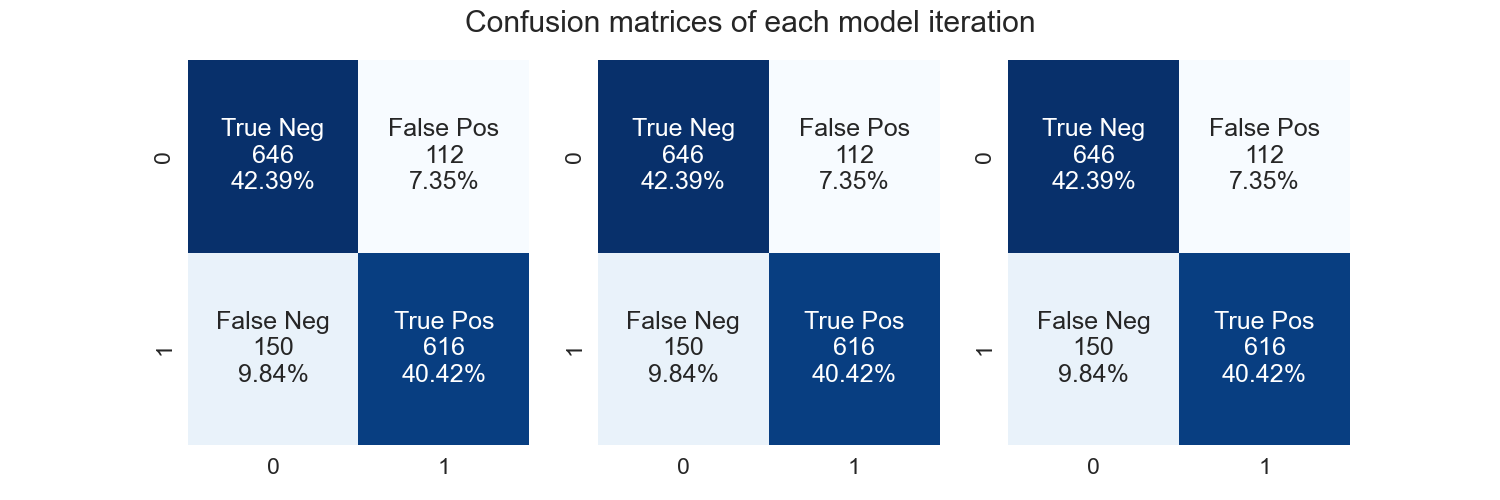 Confusion matrices of each model iteration
0
True Neg
646
42.39%
False Pos
112
7.35%
1
False Neg
150
9.84%
True Pos
616
40.42%
0
1
0
True Neg
646
42.39%
False Pos
112
7.35%
1
False Neg
150
9.84%
True Pos
616
40.42%
0
1
0
True Neg
646
42.39%
False Pos
112
7.35%
1
False Neg
150
9.84%
True Pos
616
40.42%
0
1